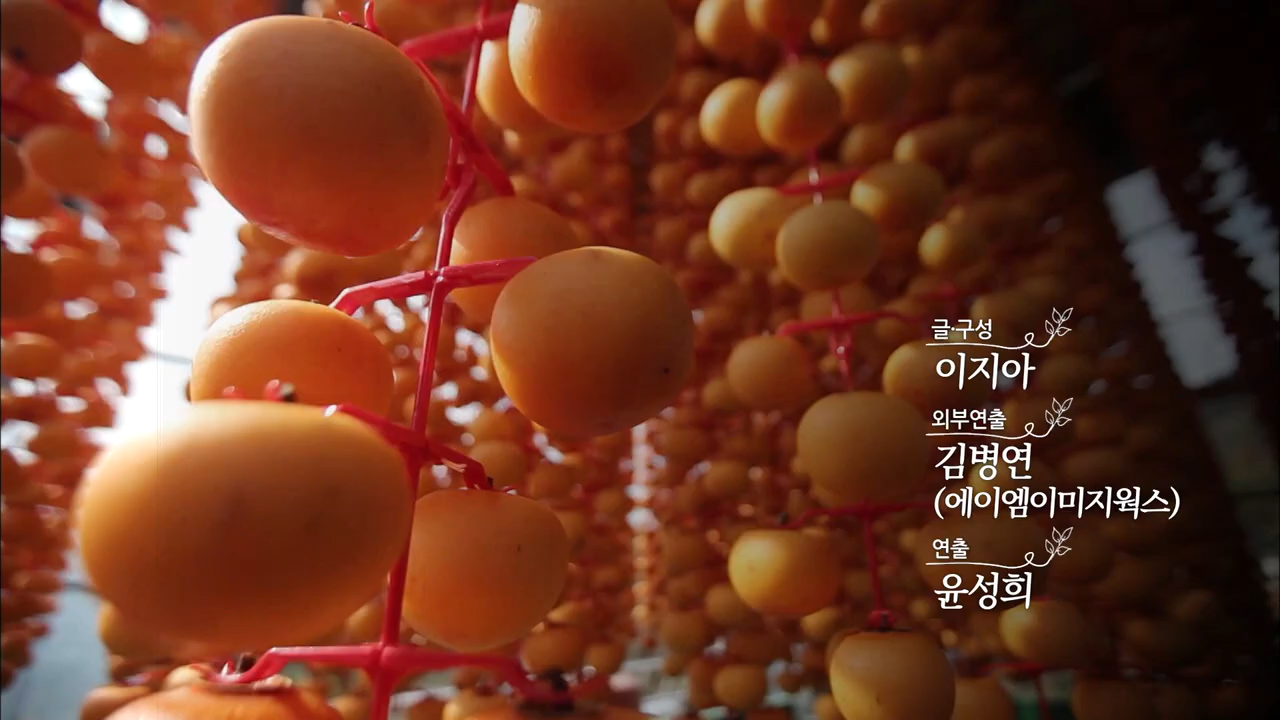 글·구성
이지아
외부연출
김병연
(에이엠이미지웍스)
연출
윤성희